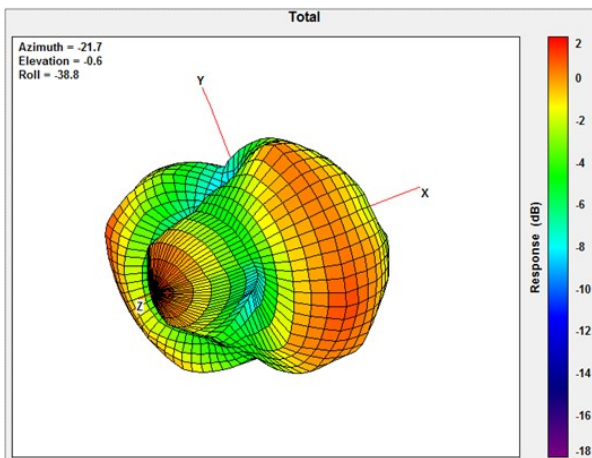 Total
Azimuth = -21.7
Elevation = -0.6
Roll = -38.8
Y
X
Z
Response (dB)
2
0
-2
-4
-6
-8
-10
-12
-14
-16
-18